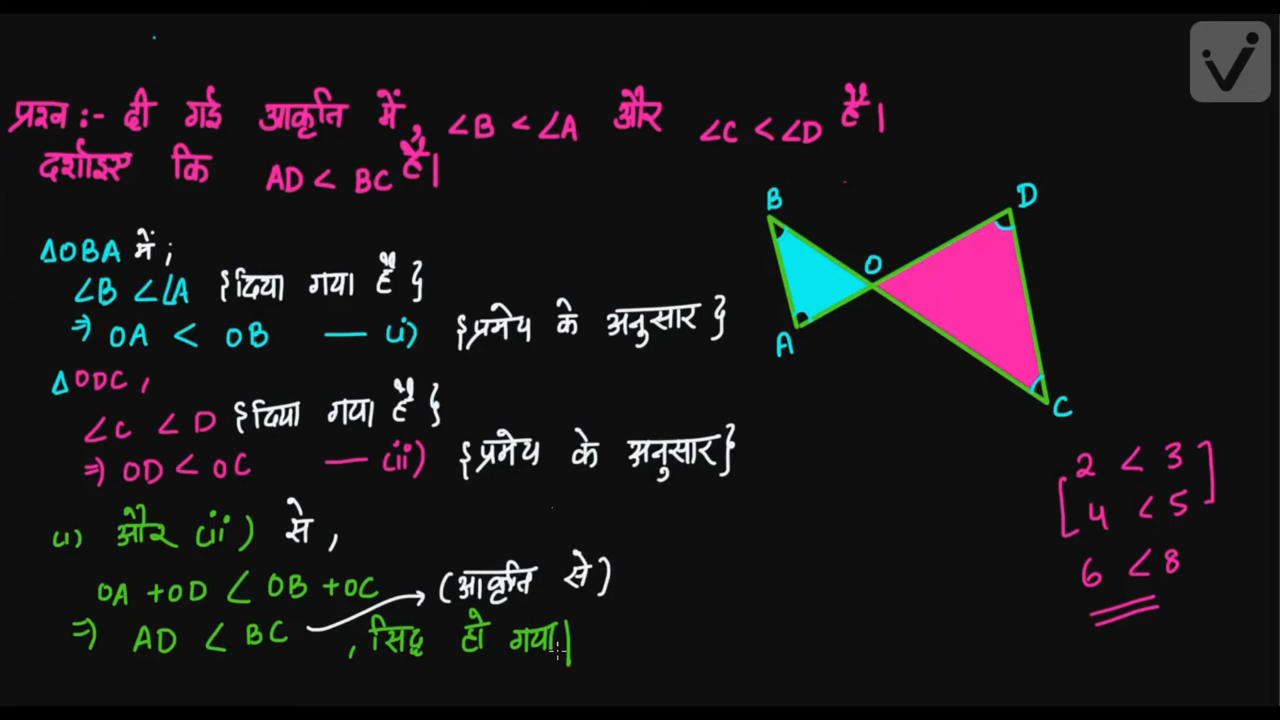 प्रश्न :- दी गई आकृति में, ∠B < ∠A और ∠C < ∠D है।
दर्शाइए कि AD < BC है।
ΔOBA में;
∠B < ∠A {दिया गया है}
⇒ OA < OB — (i) {प्रमेय के अनुसार}
ΔODC,
∠C < ∠D {दिया गया है}
⇒ OD < OC — (ii) {प्रमेय के अनुसार}
(i) और (ii) से,
OA + OD < OB + OC (आकृति से)
⇒ AD < BC , सिद्ध हो गया।
B
D
O
A
C
2 < 3
4 < 5
6 < 8